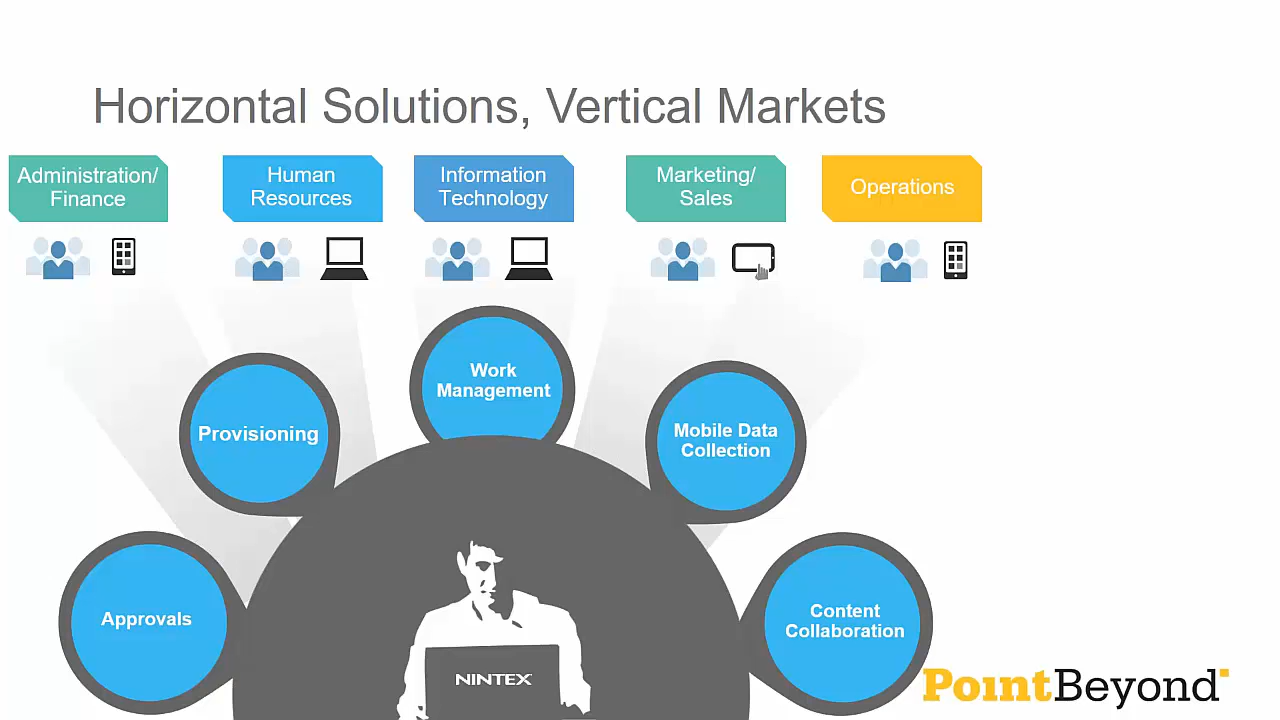 Horizontal Solutions, Vertical Markets
Administration/
Finance
Human
Resources
Information
Technology
Marketing/
Sales
Operations
Work
Management
Provisioning
Mobile Data
Collection
Approvals
Content
Collaboration
NINTEX
PointBeyond